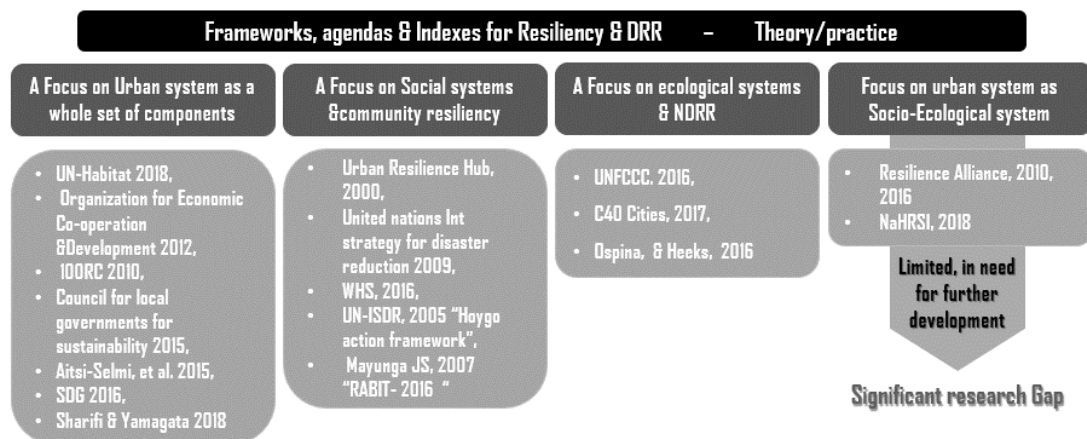 Frameworks, agendas & Indexes for Resiliency & DRR – Theory/practice
A Focus on Urban system as a
whole set of components
• UN-Habitat 2018,
• Organization for Economic
Co-operation
&Development 2012,
• 100RC 2010,
• Council for local
governments for
sustainability 2015,
• Aitsi-Selmi, et al. 2015,
• SDG 2016,
• Sharifi & Yamagata 2018
A Focus on Social systems
&community resiliency
• Urban Resilience Hub,
2000,
• United nations Int
strategy for disaster
reduction 2009,
• WHS, 2016,
• UN-ISDR, 2005 “Hoygo
action framework”,
• Mayunga JS, 2007
“RABIT- 2016 “
A Focus on ecological systems
& NDRR
• UNFCCC. 2016,
• C40 Cities, 2017,
• Ospina, & Heeks, 2016
Focus on urban system as
Socio-Ecological system
• Resilience Alliance, 2010,
2016
• NaHRSI, 2018
Limited, in need
for further
development
Significant research Gap